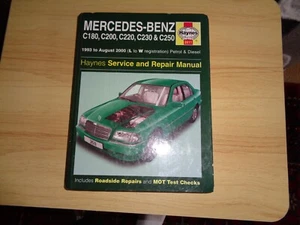 MERCEDES-BENZ
C180, C200, C220, C230 & C250
Haynes
1993 to August 2000 (L to W registration) Petrol & Diesel
Haynes Service and Repair Manual
Includes Roadside Repairs and MOT Test Checks